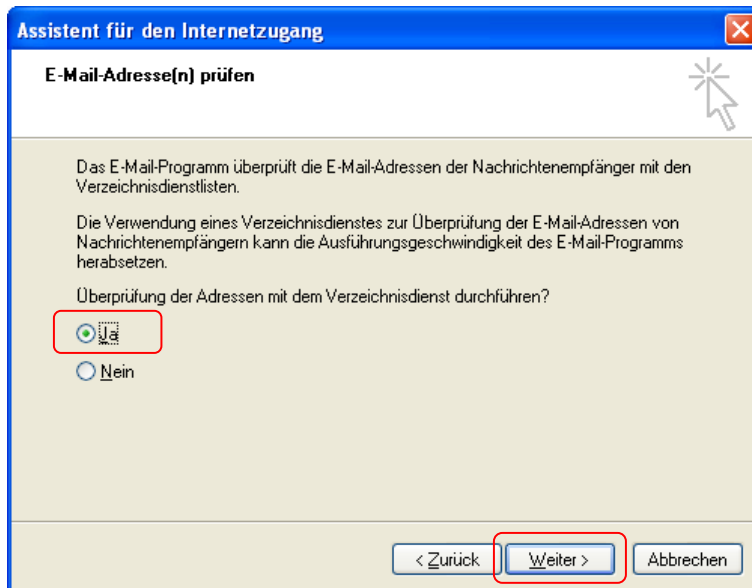 Assistent für den Internetzugang
E-Mail-Adresse(n) prüfen
Das E-Mail-Programm überprüft die E-Mail-Adressen der Nachrichtenempfänger mit den
Verzeichnisdienstlisten.
Die Verwendung eines Verzeichnisdienstes zur Überprüfung der E-Mail-Adressen von
Nachrichtenempfängern kann die Ausführungsgeschwindigkeit des E-Mail-Programms
herabsetzen.
Überprüfung der Adressen mit dem Verzeichnisdienst durchführen?
Ja
Nein
< Zurück Weiter > Abbrechen